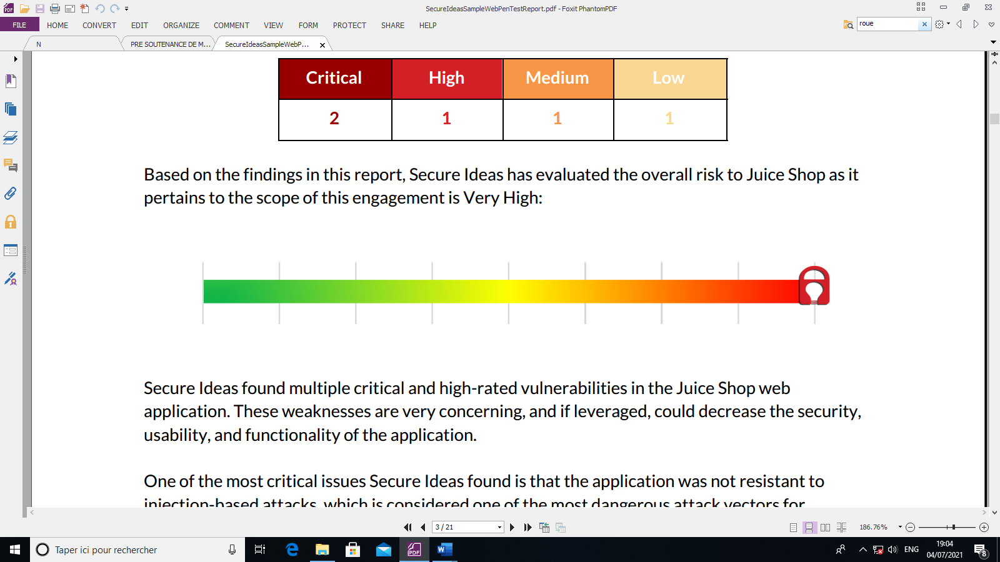 SecureIdeasSampleWebPenTestReport.pdf - Foxit PhantomPDF
FILE HOME CONVERT EDIT ORGANIZE COMMENT VIEW FORM PROTECT SHARE HELP
roue
N PRE SOUTENANCE DE M... SecureIdeasSampleWebP...
Critical High Medium Low
2 1 1 1
Based on the findings in this report, Secure Ideas has evaluated the overall risk to Juice Shop as it
pertains to the scope of this engagement is Very High:
Secure Ideas found multiple critical and high-rated vulnerabilities in the Juice Shop web
application. These weaknesses are very concerning, and if leveraged, could decrease the security,
usability, and functionality of the application.
One of the most critical issues Secure Ideas found is that the application was not resistant to
injection-based attacks, which is considered one of the most dangerous attack vectors for
3 / 21
186.76%
Taper ici pour rechercher
PDF
ENG
19:04
04/07/2021
8